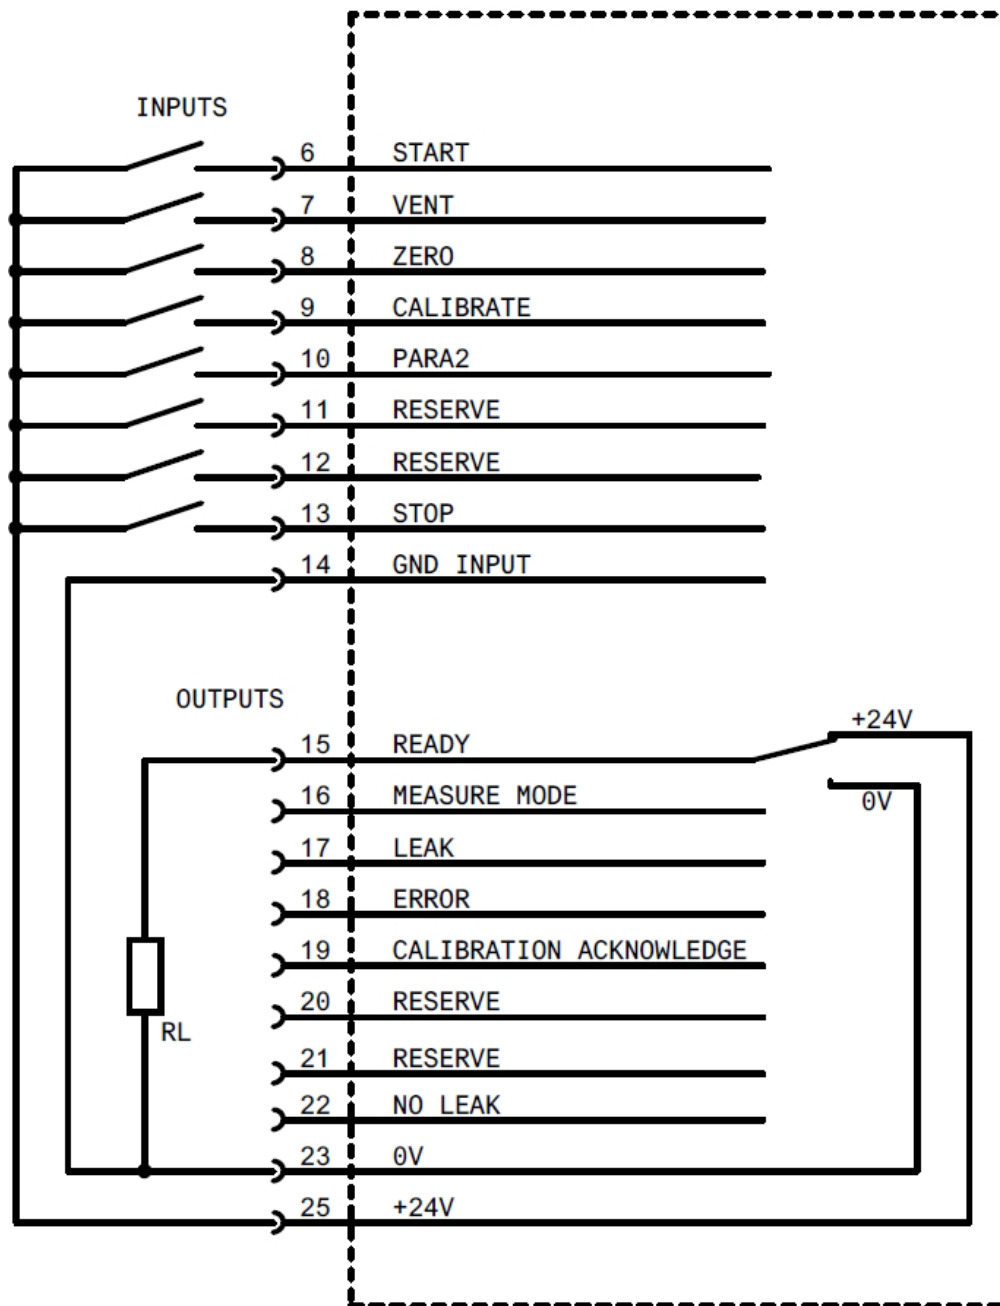 INPUTS
6 START
7 VENT
8 ZERO
9 CALIBRATE
10 PARA2
11 RESERVE
12 RESERVE
13 STOP
14 GND INPUT
OUTPUTS
+24V
15 READY
16 MEASURE MODE
0V
17 LEAK
18 ERROR
19 CALIBRATION ACKNOWLEDGE
20 RESERVE
RL
21 RESERVE
22 NO LEAK
23 0V
25 +24V